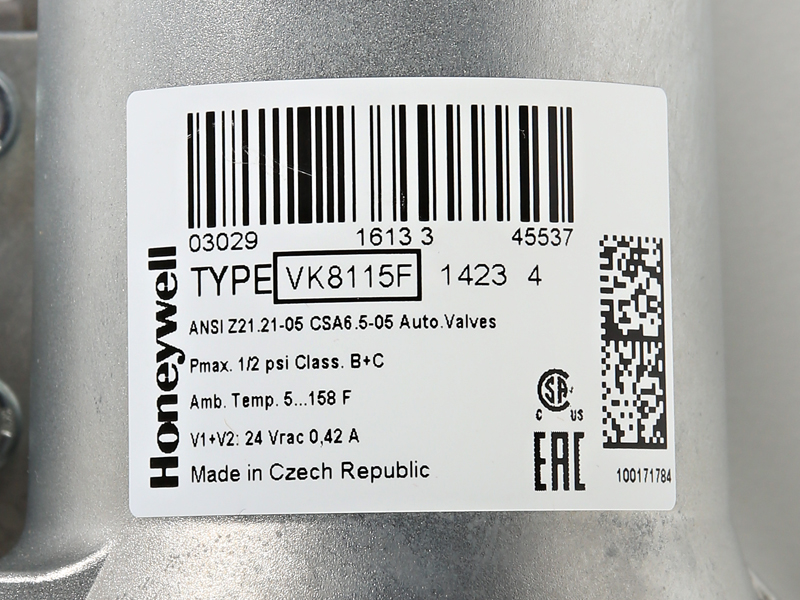 Honeywell
03029 1613 3 45537
TYPE VK8115F 1423 4
ANSI Z21.21-05 CSA6.5-05 Auto.Valves
Pmax. 1/2 psi Class. B+C
Amb. Temp. 5...158 F
V1+V2: 24 Vrac 0,42 A
Made in Czech Republic
SA
C US
EAC
100171784